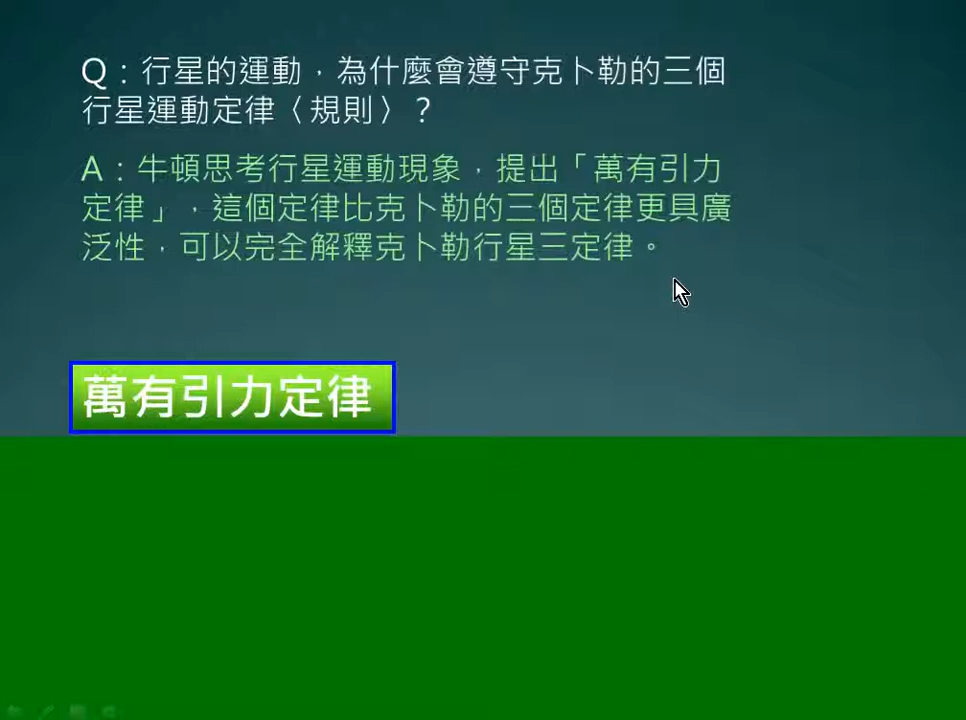 Q：行星的運動，為什麼會遵守克卜勒的三個
行星運動定律〈規則〉？
A：牛頓思考行星運動現象，提出「萬有引力
定律」，這個定律比克卜勒的三個定律更具廣
泛性，可以完全解釋克卜勒行星三定律。
萬有引力定律